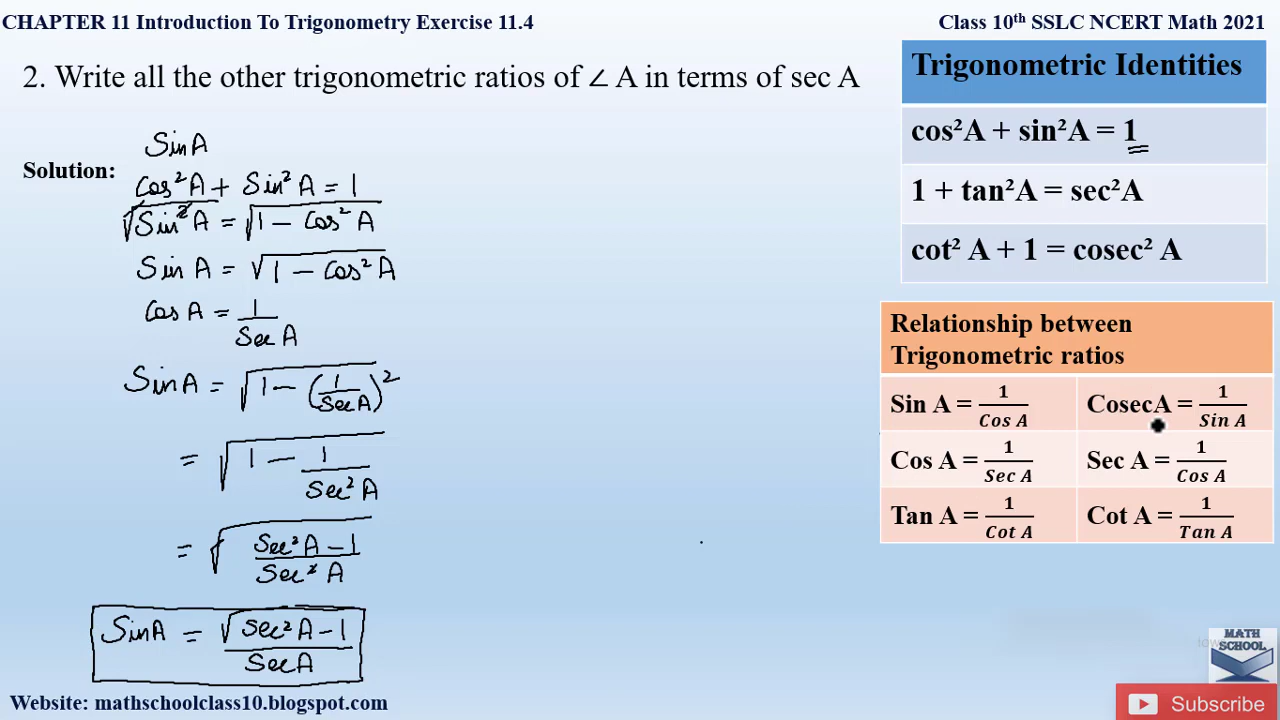 CHAPTER 11 Introduction To Trigonometry Exercise 11.4
Class 10th SSLC NCERT Math 2021
2. Write all the other trigonometric ratios of ∠ A in terms of sec A
Solution:
Sin A
Cos²A + Sin²A = 1
√Sin²A = √1 − Cos²A
Sin A = √1 − Cos²A
Cos A = 1/Sec A
Sin A = √1 − (1/Sec A)²
= √1 − 1/Sec²A
= √Sec²A − 1/Sec²A
Sin A = √Sec²A − 1/Sec A
Trigonometric Identities
cos²A + sin²A = 1
1 + tan²A = sec²A
cot² A + 1 = cosec² A
Relationship between
Trigonometric ratios
Sin A = 1/Cos A CosecA = 1/Sin A
Cos A = 1/Sec A Sec A = 1/Cos A
Tan A = 1/Cot A Cot A = 1/Tan A
MATH
SCHOOL
Website: mathschoolclass10.blogspot.com
Subscribe